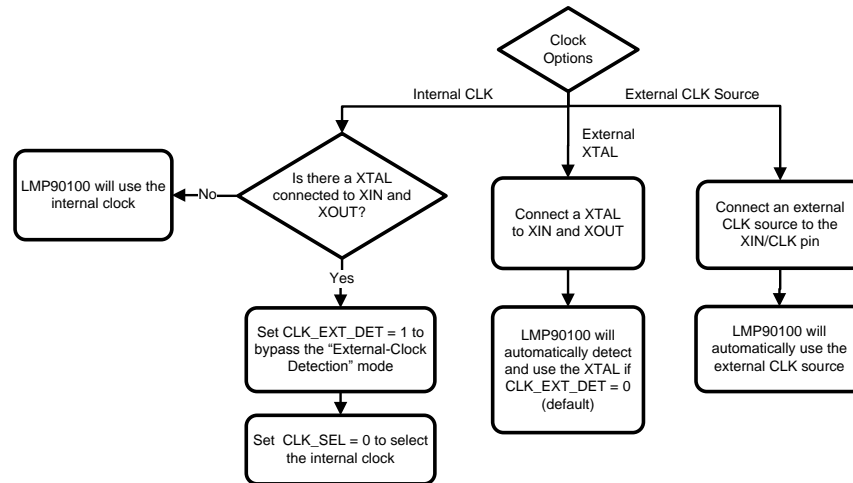 Clock
Options
Internal CLK
External CLK Source
External
XTAL
Is there a XTAL
connected to XIN and
XOUT?
No
LMP90100 will use the
internal clock
Yes
Set CLK_EXT_DET = 1 to
bypass the “External-Clock
Detection” mode
Set CLK_SEL = 0 to select
the internal clock
Connect a XTAL
to XIN and XOUT
LMP90100 will
automatically detect
and use the XTAL if
CLK_EXT_DET = 0
(default)
Connect an external
CLK source to the
XIN/CLK pin
LMP90100 will
automatically use the
external CLK source